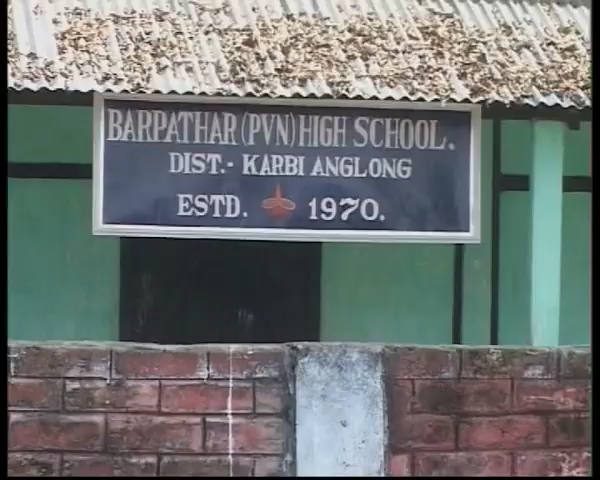 BARPATHAR (PVN) HIGH SCHOOL.
DIST.- KARBI ANGLONG
ESTD. 1970.